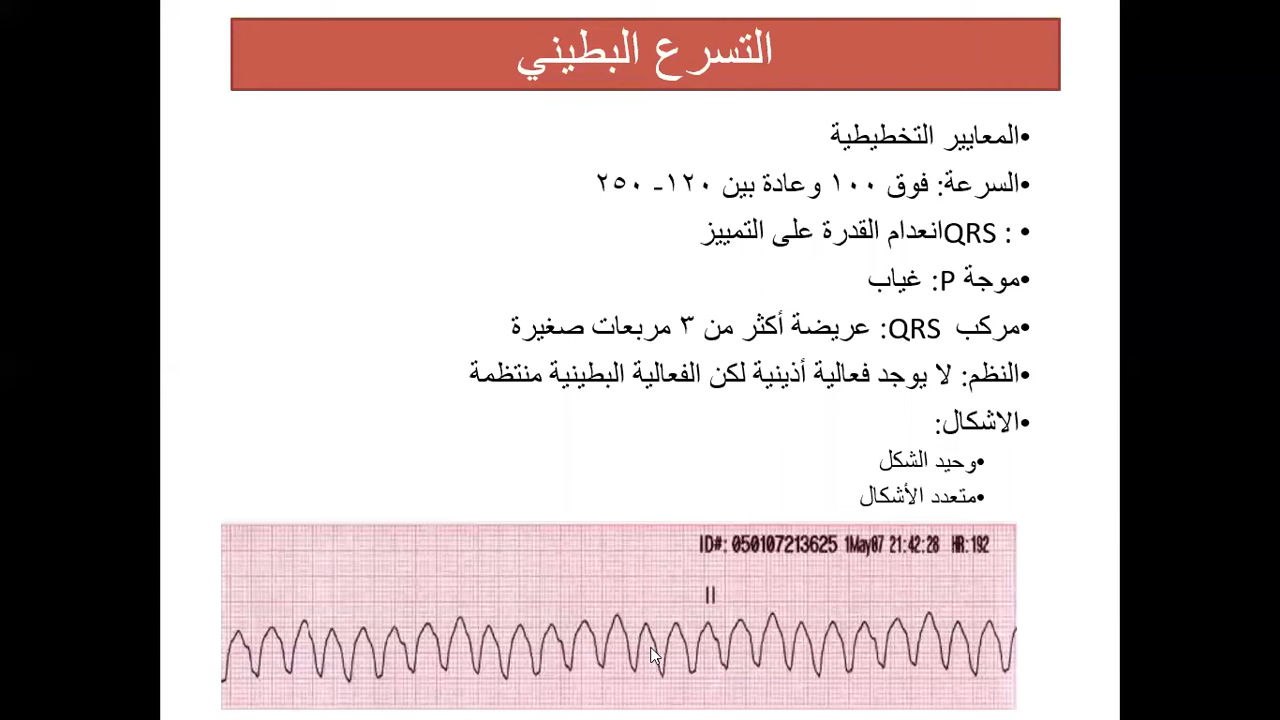 التسرع البطيني
•المعايير التخطيطية
•السرعة: فوق ١٠٠ وعادة بين ١٢٠- ٢٥٠
• : QRSانعدام القدرة على التمييز
•موجة P: غياب
•مركب QRS: عريضة أكثر من ٣ مربعات صغيرة
•النظم: لا يوجد فعالية أذينية لكن الفعالية البطينية منتظمة
•الاشكال:
•وحيد الشكل
•متعدد الأشكال
ID#: 050107213625 1May07 21:42:28 HR:192
II